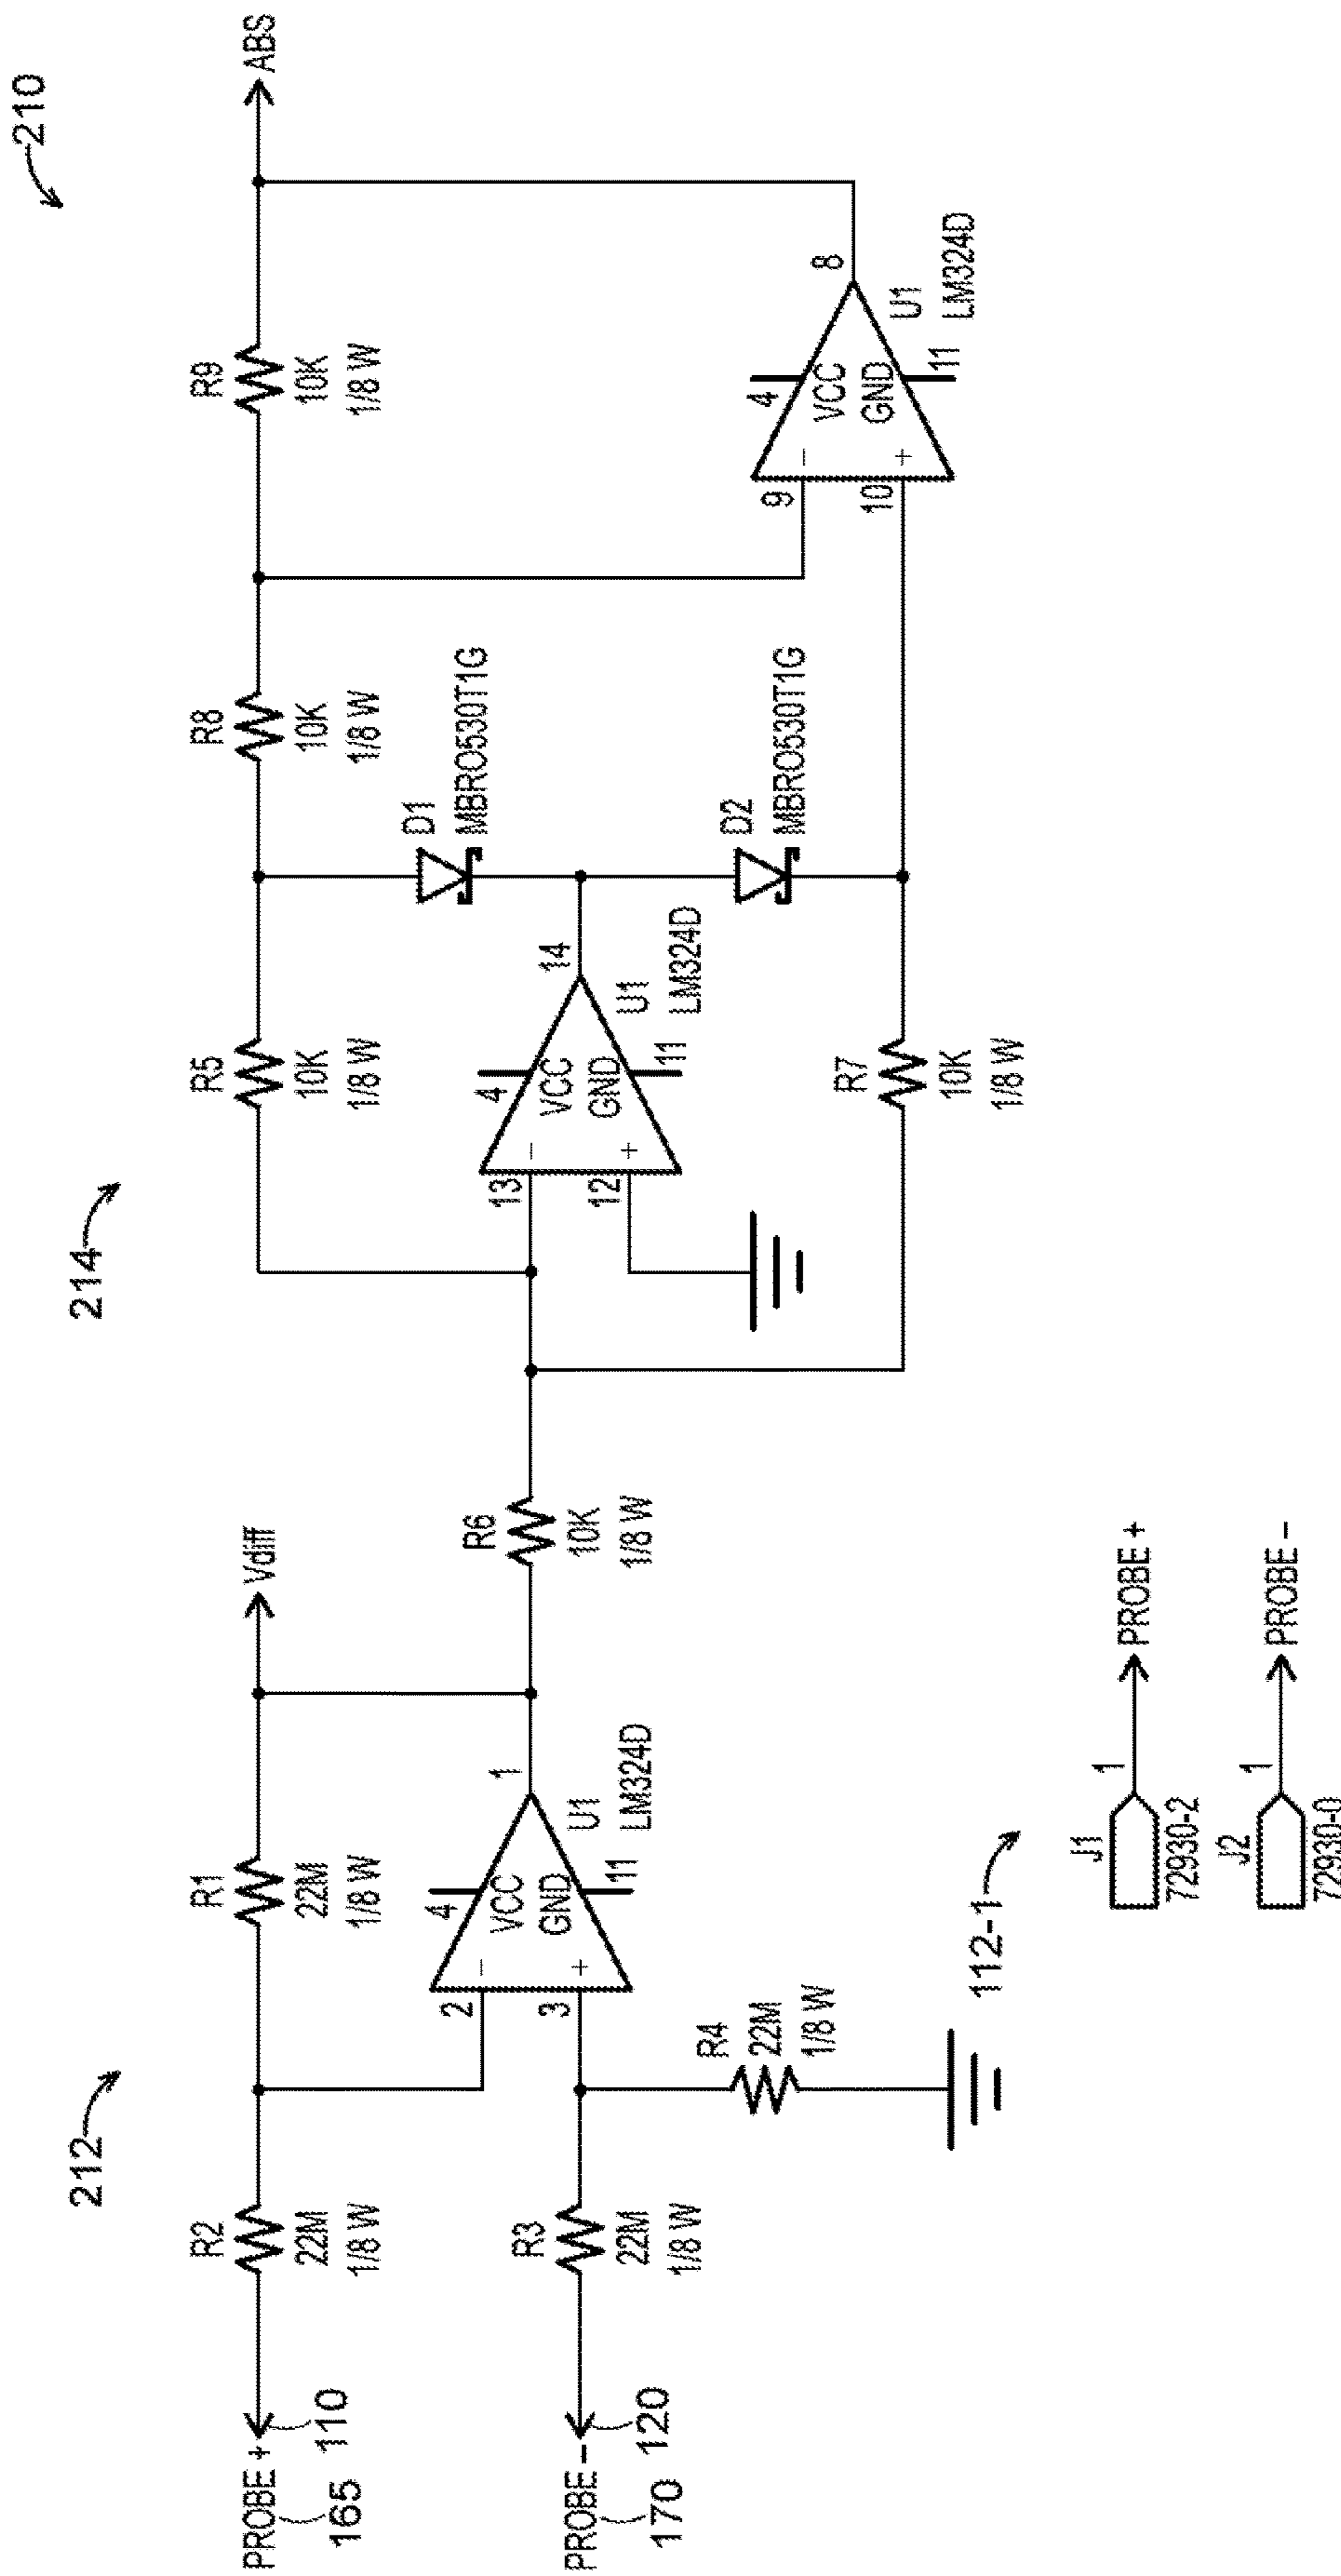 210
212
214
PROBE +
165
110
R2
22M
1/8 W
R1
22M
1/8 W
Vdiff
PROBE –
170
120
R3
22M
1/8 W
R4
22M
1/8 W
2
3
–
+
4
VCC
GND
11
1
U1
LM324D
R6
10K
1/8 W
R5
10K
1/8 W
13
12
–
+
4
VCC
GND
11
14
U1
LM324D
R7
10K
1/8 W
D1
MBRO530T1G
D2
MBRO530T1G
R8
10K
1/8 W
R9
10K
1/8 W
9
10
–
+
4
VCC
GND
11
8
U1
LM324D
ABS
112-1
J1
72930-2
1
PROBE +
J2
72930-0
1
PROBE –